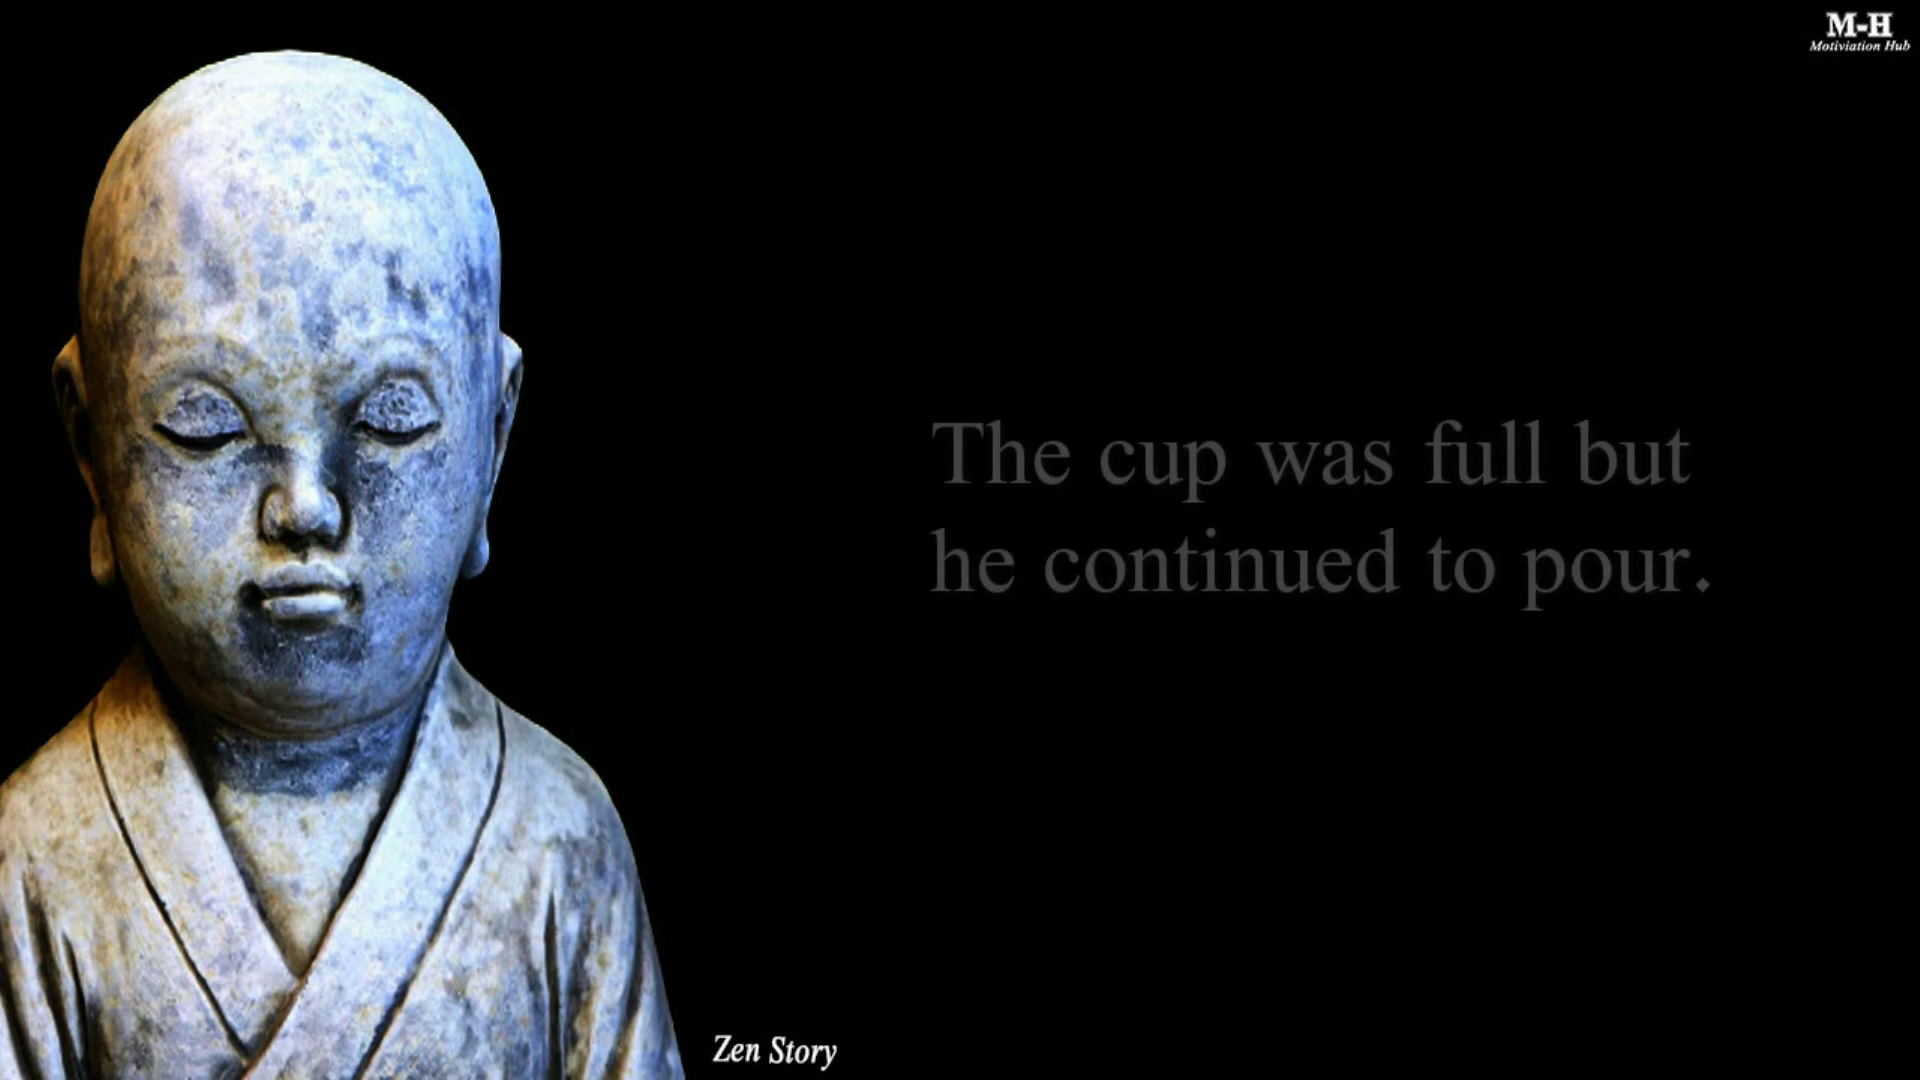 M-H
Motiviation Hub
The cup was full but
he continued to pour.
Zen Story